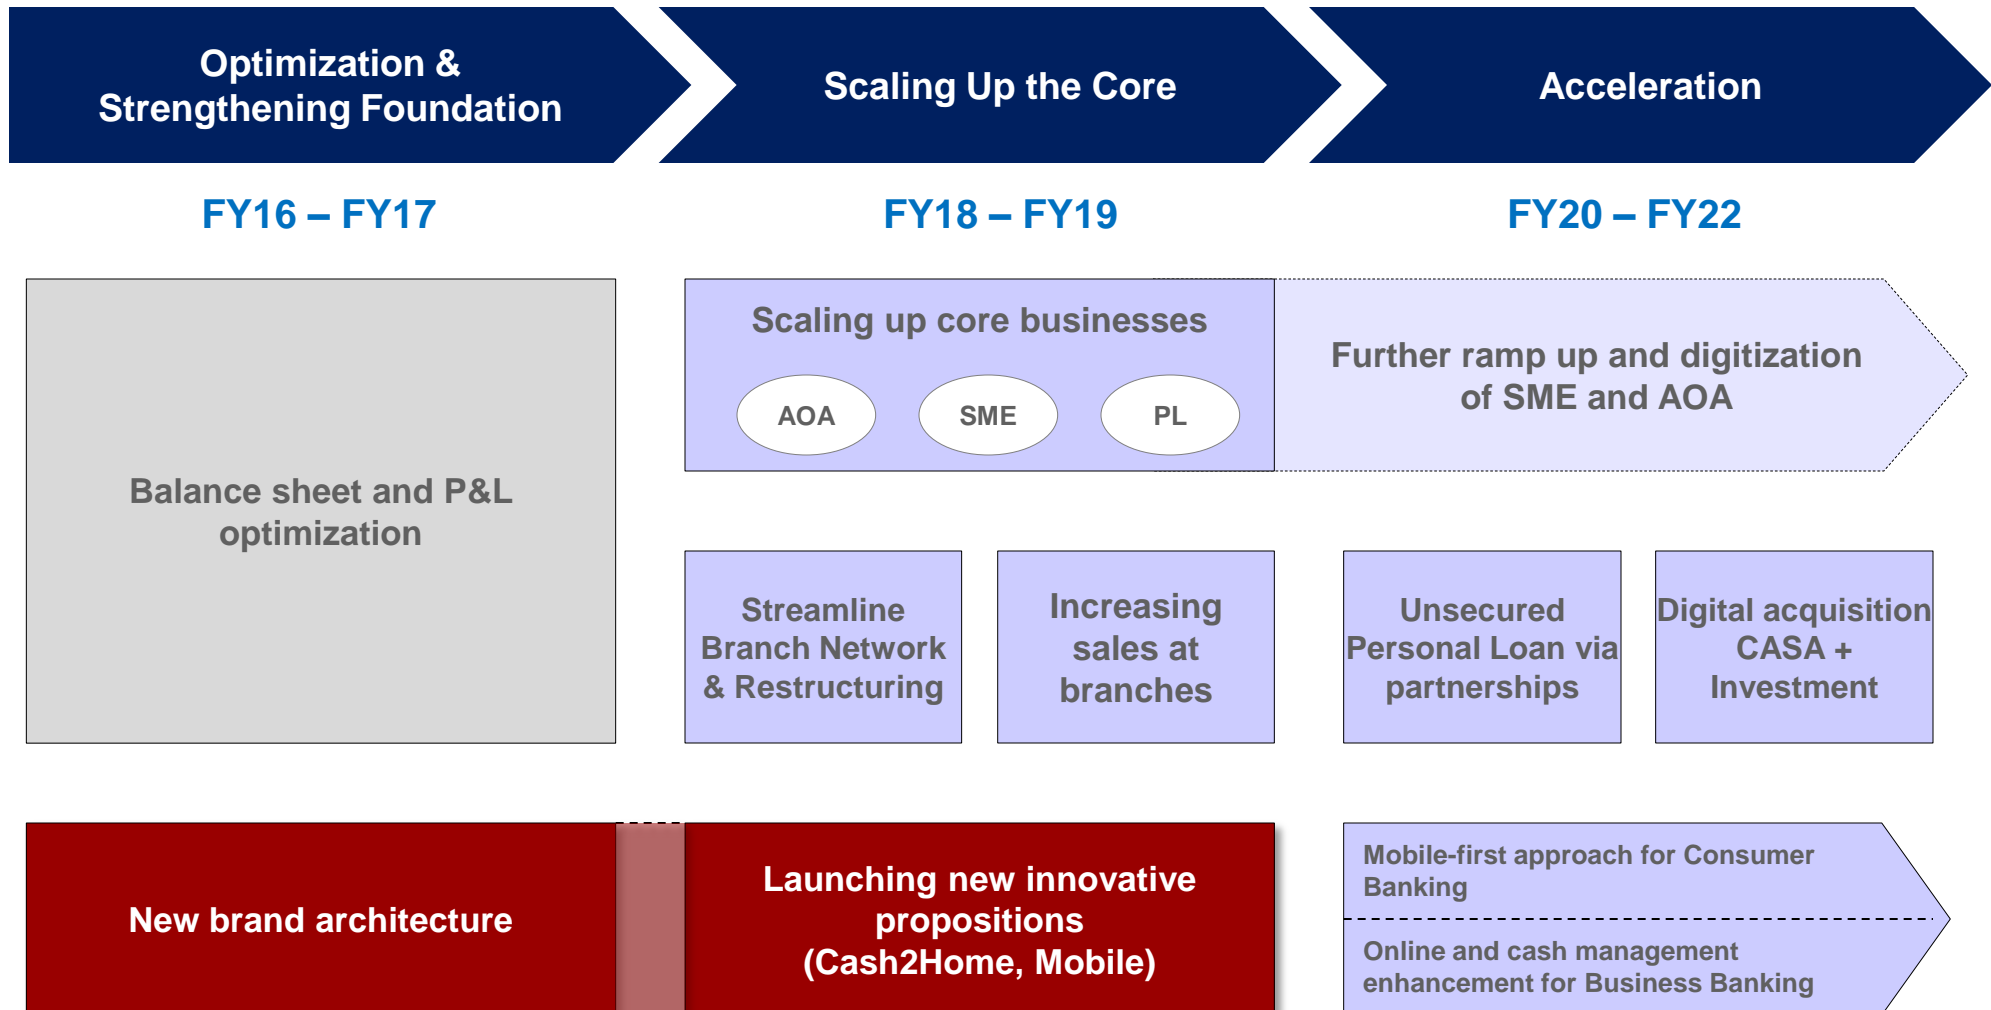 Optimization &
Strengthening Foundation
Scaling Up the Core
Acceleration
FY16 – FY17
FY18 – FY19
FY20 – FY22
Balance sheet and P&L
optimization
Scaling up core businesses
AOA
SME
PL
Further ramp up and digitization
of SME and AOA
Streamline
Branch Network
& Restructuring
Increasing
sales at
branches
Unsecured
Personal Loan via
partnerships
Digital acquisition
CASA +
Investment
New brand architecture
Launching new innovative
propositions
(Cash2Home, Mobile)
Mobile-first approach for Consumer
Banking
Online and cash management
enhancement for Business Banking